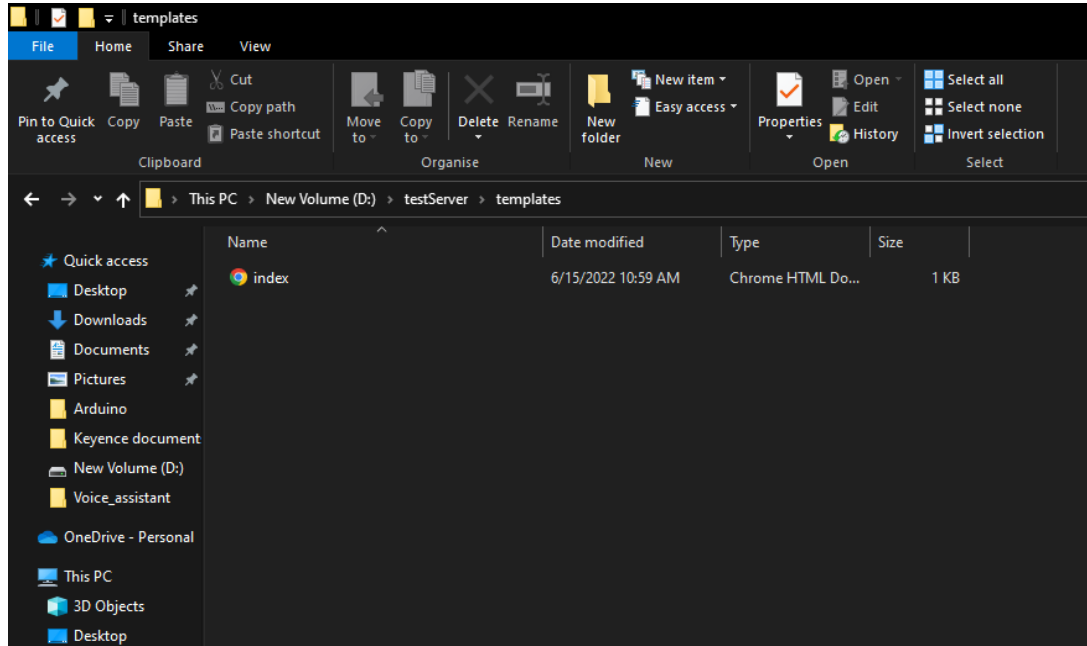 templates
File Home Share View
Pin to Quick access
Copy
Paste
Cut
Copy path
Paste shortcut
Clipboard
Move to
Copy to
Delete
Rename
Organise
New folder
New item
Easy access
New
Properties
Open
Edit
History
Open
Select all
Select none
Invert selection
Select
This PC > New Volume (D:) > testServer > templates
Name Date modified Type Size
index 6/15/2022 10:59 AM Chrome HTML Do... 1 KB
Quick access
Desktop
Downloads
Documents
Pictures
Arduino
Keyence document
New Volume (D:)
Voice_assistant
OneDrive - Personal
This PC
3D Objects
Desktop